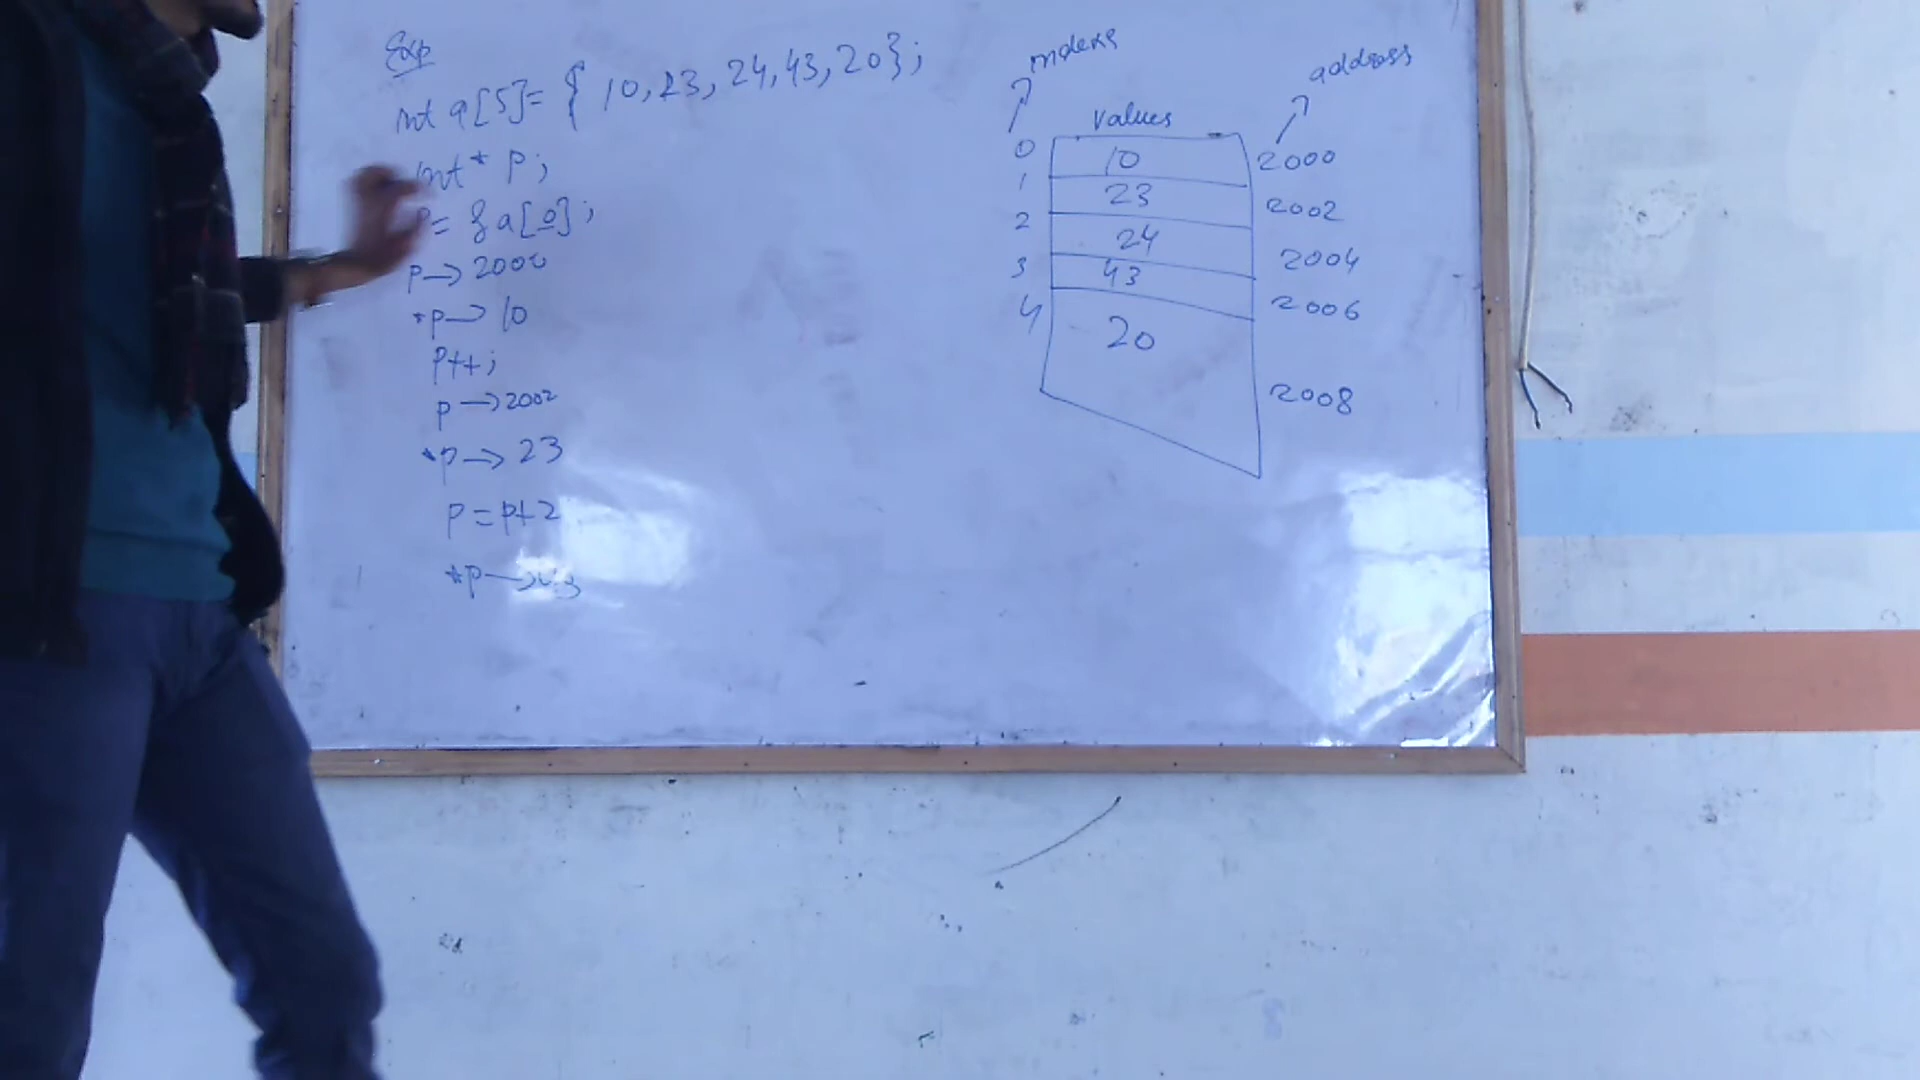 Exp
int a[5]= { 10,23, 24,43,20};
int* p;
p= &a[0];
p→2000
*p→10
p++;
p→2002
*p→23
p=p+2
*p→43
indexs
address
values
0 10 2000
1 23 2002
2 24 2004
3 43 2006
4 20 2008